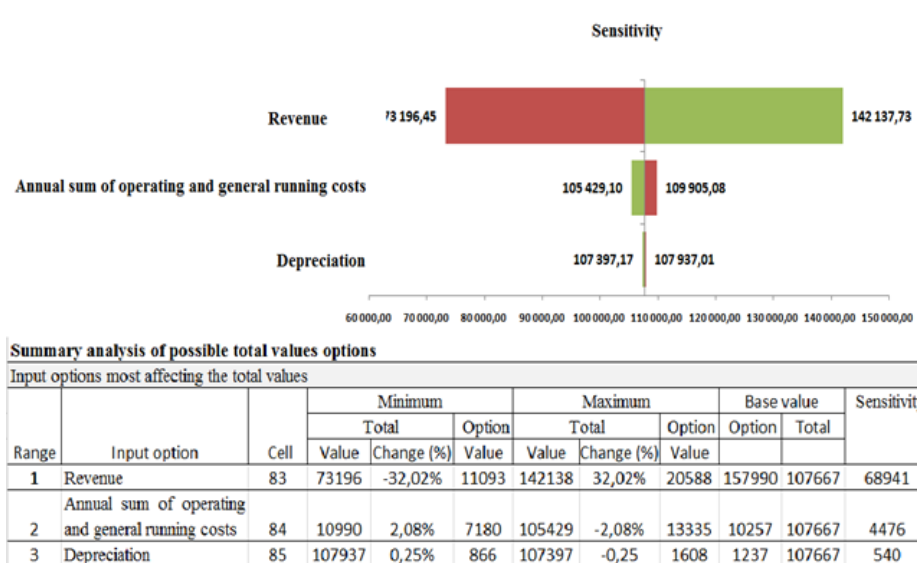 Sensitivity
Revenue 73 196,45 142 137,73
Annual sum of operating and general running costs 105 429,10 109 905,08
Depreciation 107 397,17 107 937,01
60 000,00 70 000,00 80 000,00 90 000,00 100 000,00 110 000,00 120 000,00 130 000,00 140 000,00 150 000,00
Summary analysis of possible total values options
Input options most affecting the total values
Minimum Maximum Base value Sensitivity
Total Option Total Option Option Total
Range Input option Cell Value Change (%) Value Value Change (%) Value
1 Revenue 83 73196 -32,02% 11093 142138 32,02% 20588 157990 107667 68941
Annual sum of operating
2 and general running costs 84 10990 2,08% 7180 105429 -2,08% 13335 10257 107667 4476
3 Depreciation 85 107937 0,25% 866 107397 -0,25 1608 1237 107667 540